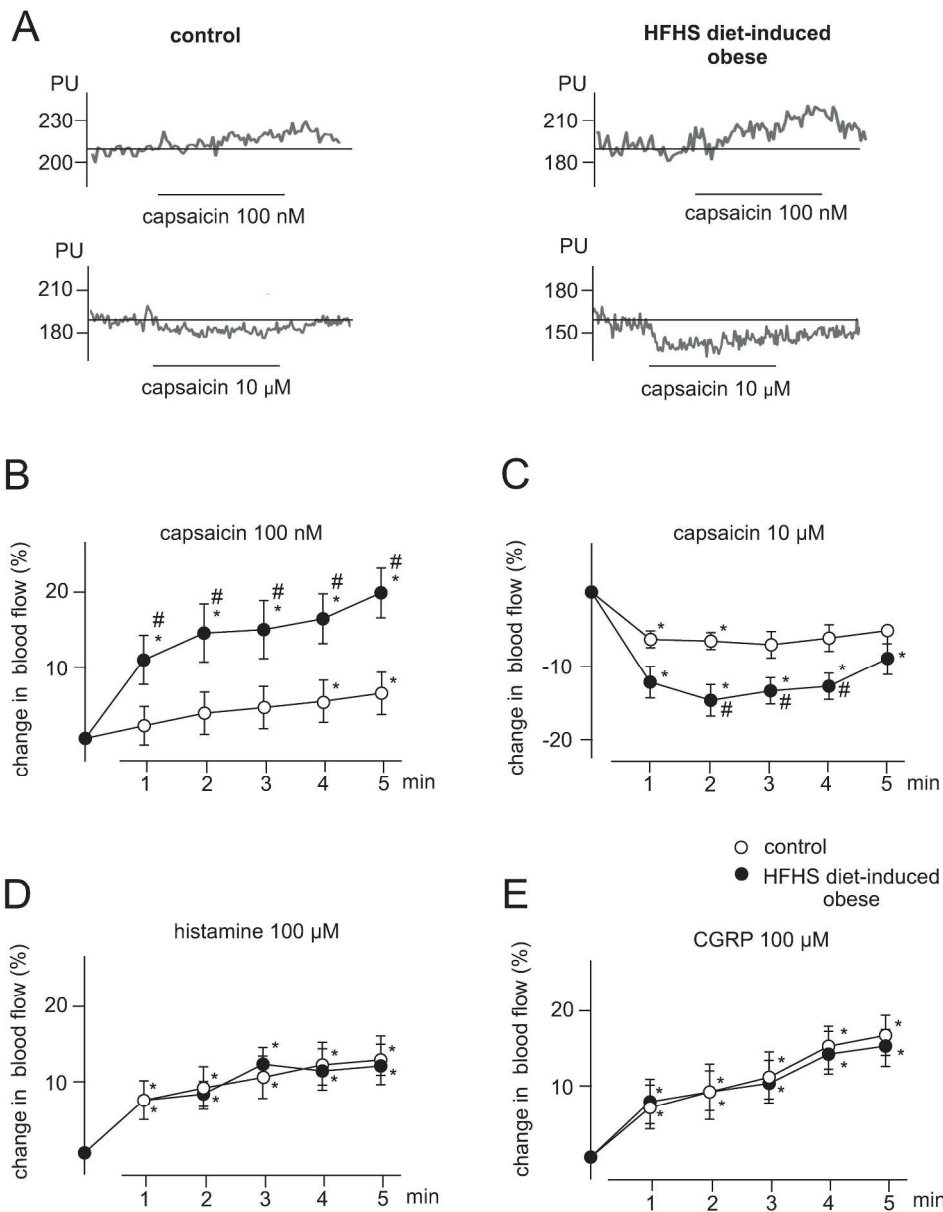 A
control
HFHS diet-induced
obese
PU
230
200
capsaicin 100 nM
PU
210
180
capsaicin 100 nM
PU
210
180
capsaicin 10 µM
PU
180
150
capsaicin 10 µM
B
capsaicin 100 nM
change in blood flow (%)
20
10
# # # # #
* * * * *
* *
1 2 3 4 5 min
C
capsaicin 10 µM
change in blood flow (%)
-10
-20
* *
* * * * *
# # #
1 2 3 4 5 min
control
HFHS diet-induced
obese
D
histamine 100 µM
change in blood flow (%)
20
10
* * * * *
* * * * *
1 2 3 4 5 min
E
CGRP 100 µM
change in blood flow (%)
20
10
* * * * *
* * * * *
1 2 3 4 5 min